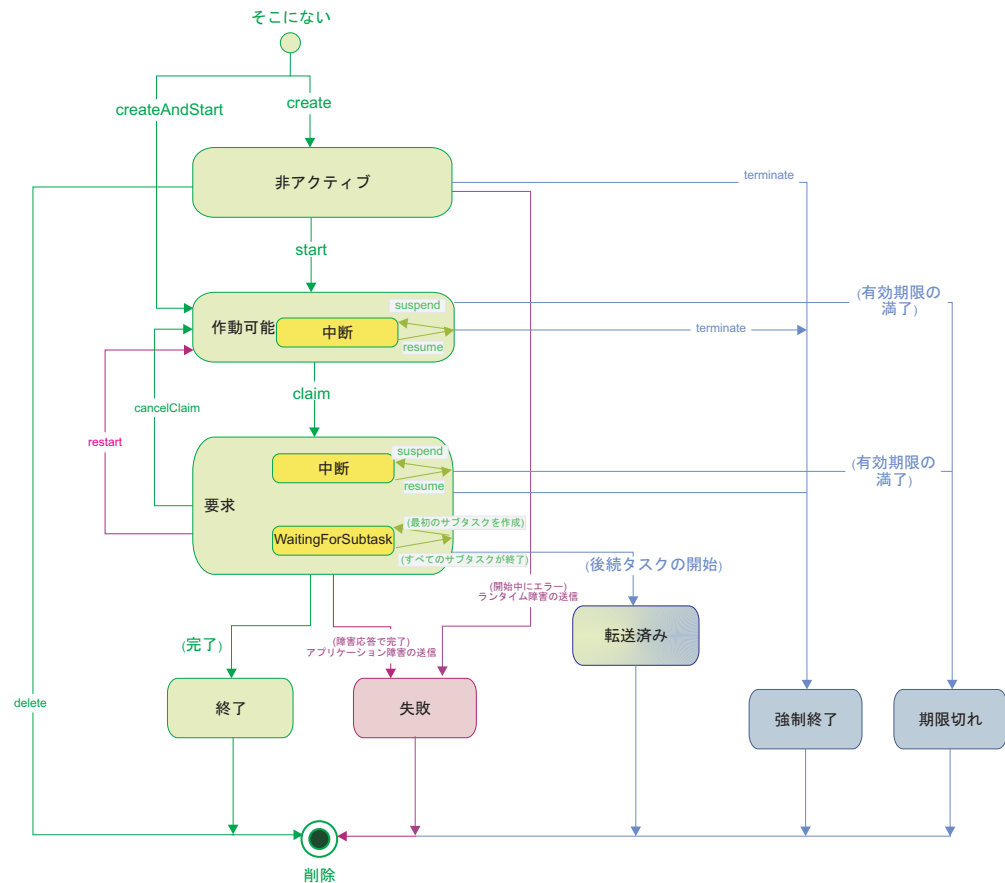 そこにない
createAndStart
create
非アクティブ
terminate
start
suspend
(有効期限の
満了)
作動可能
中断
terminate
resume
claim
cancelClaim
restart
suspend
中断
(有効期限の
満了)
resume
要求
(最初のサブタスクを作成)
WaitingForSubtask
(すべてのサブタスクが終了)
(後続タスクの開始)
(開始中にエラー)
ランタイム障害の送信
転送済み
(完了)
(障害応答で完了)
アプリケーション障害の送信
delete
終了
失敗
強制終了
期限切れ
削除